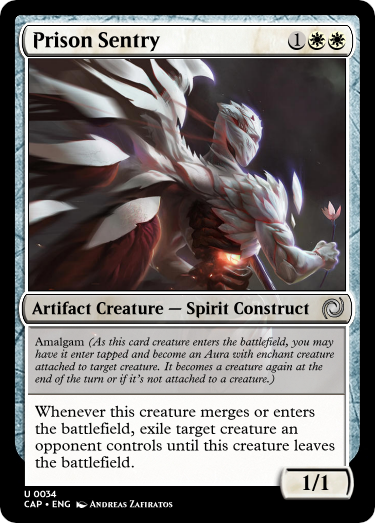 Prison Sentry 1
Artifact Creature — Spirit Construct
Amalgam (As this card creature enters the battlefield, you may
have it enter tapped and become an Aura with enchant creature
attached to target creature. It becomes a creature again at the
end of the turn or if it's not attached to a creature.)
Whenever this creature merges or enters
the battlefield, exile target creature an
opponent controls until this creature leaves
the battlefield.
1/1
U 0034
CAP • ENG ANDREAS ZAFIRATOS